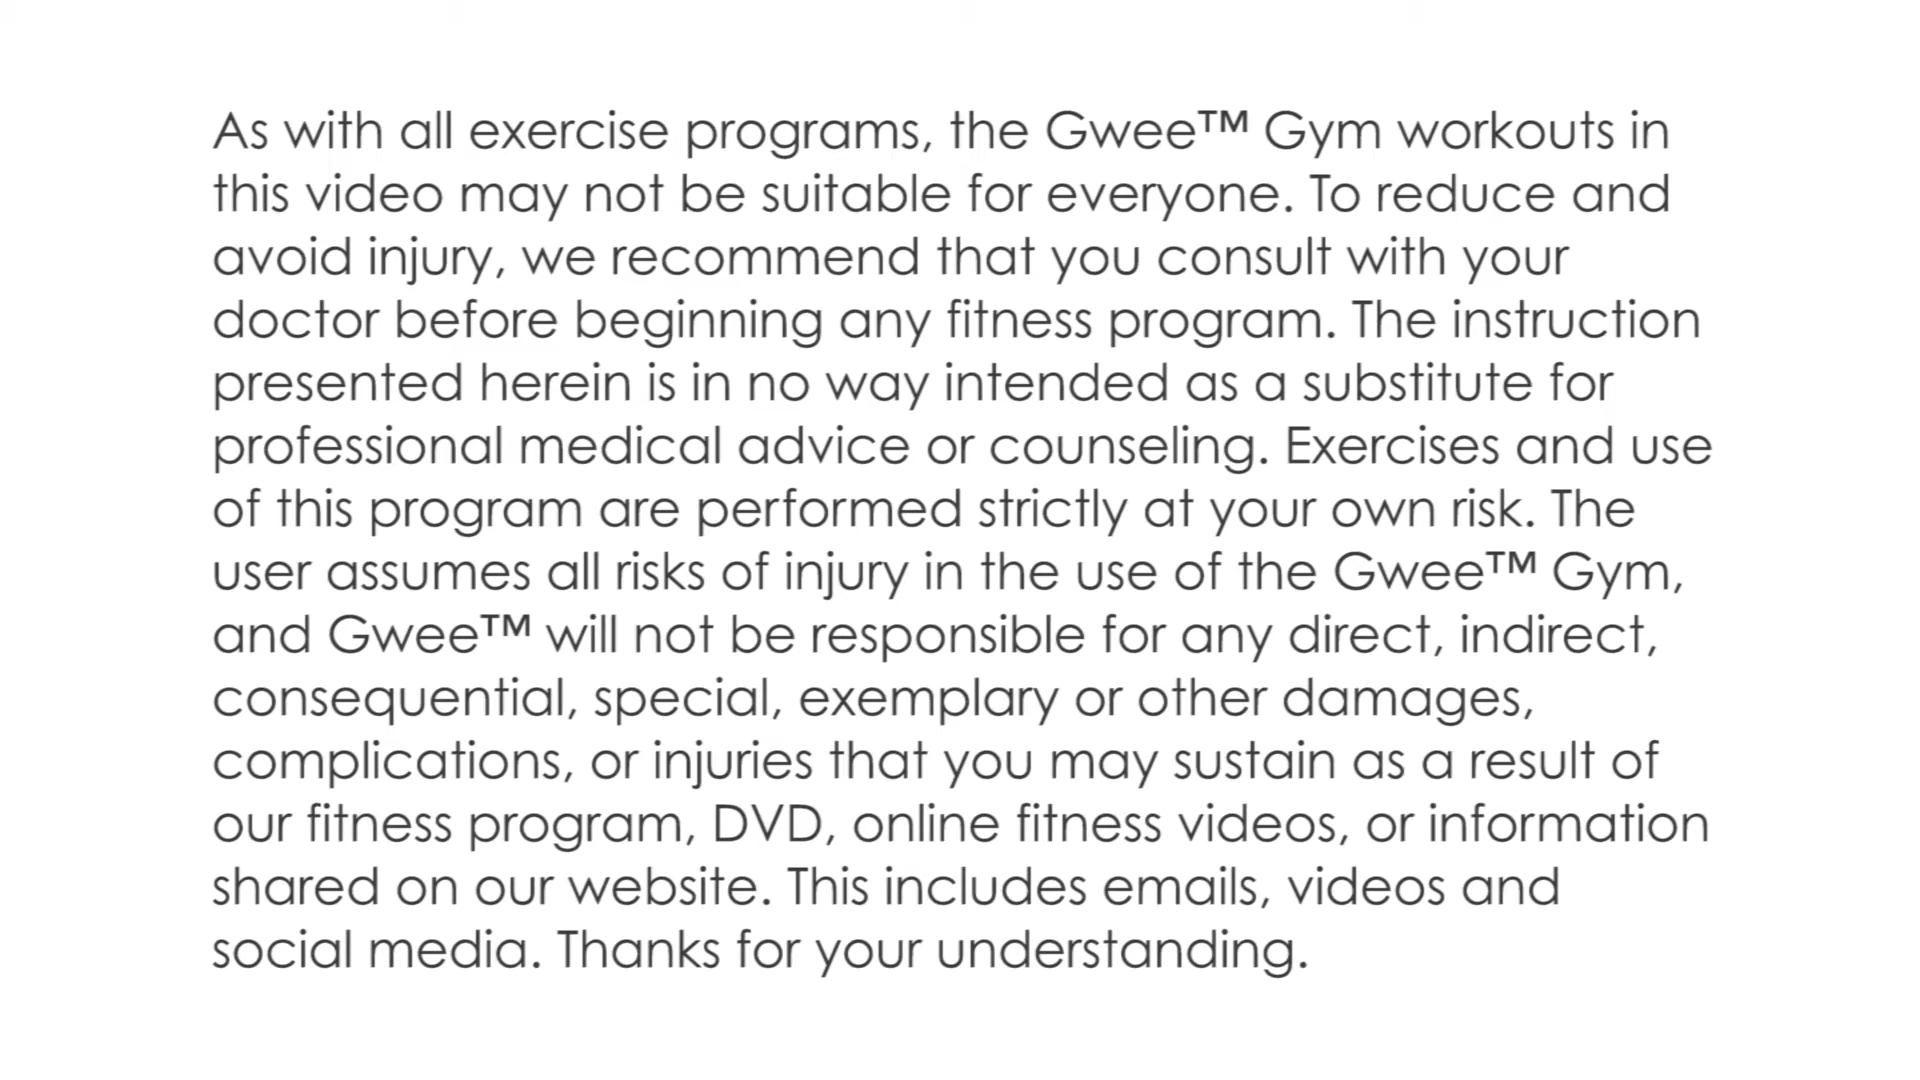 As with all exercise programs, the Gwee™ Gym workouts in
this video may not be suitable for everyone. To reduce and
avoid injury, we recommend that you consult with your
doctor before beginning any fitness program. The instruction
presented herein is in no way intended as a substitute for
professional medical advice or counseling. Exercises and use
of this program are performed strictly at your own risk. The
user assumes all risks of injury in the use of the Gwee™ Gym,
and Gwee™ will not be responsible for any direct, indirect,
consequential, special, exemplary or other damages,
complications, or injuries that you may sustain as a result of
our fitness program, DVD, online fitness videos, or information
shared on our website. This includes emails, videos and
social media. Thanks for your understanding.